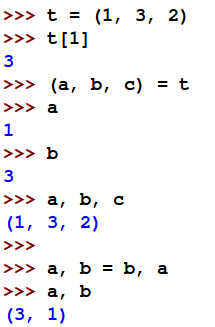 >>> t = (1, 3, 2)
>>> t[1]
3
>>> (a, b, c) = t
>>> a
1
>>> b
3
>>> a, b, c
(1, 3, 2)
>>>
>>> a, b = b, a
>>> a, b
(3, 1)